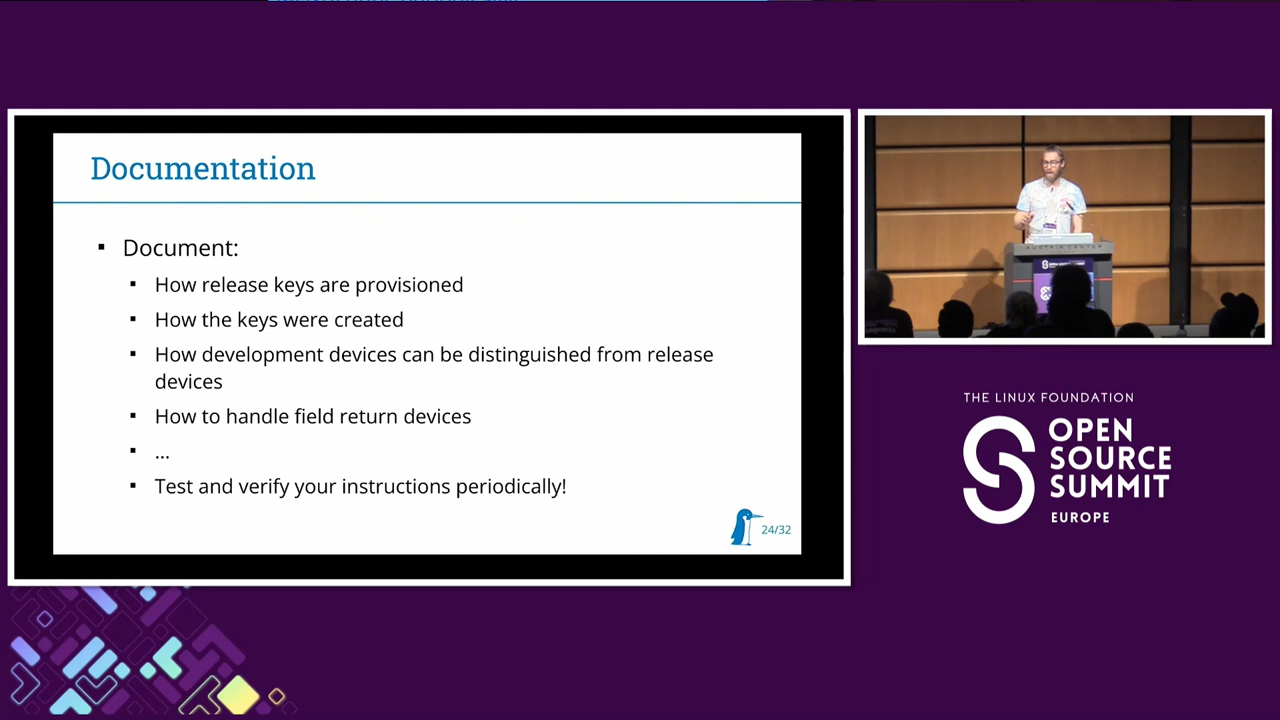 Documentation
▪ Document:
▪ How release keys are provisioned
▪ How the keys were created
▪ How development devices can be distinguished from release
devices
▪ How to handle field return devices
▪ ...
▪ Test and verify your instructions periodically!
24/32
AUSTRIA CENTER
THE LINUX FOUNDATION
OPEN
SOURCE
SUMMIT
EUROPE